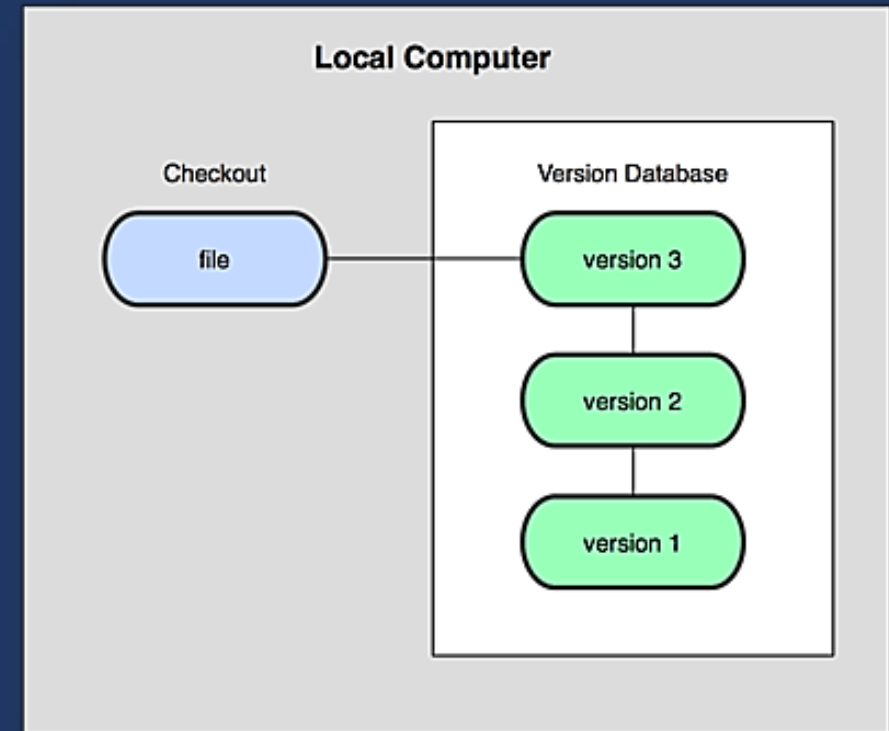 Local Computer
Checkout
Version Database
file
version 3
version 2
version 1